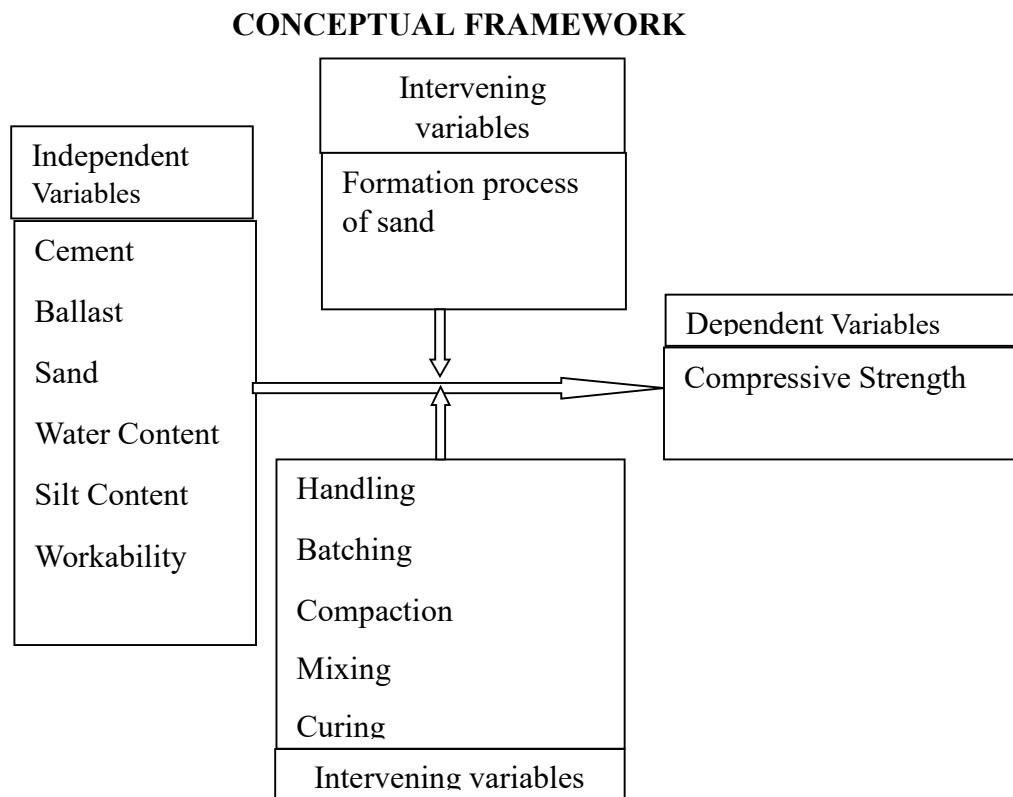 CONCEPTUAL FRAMEWORK
Intervening
variables
Formation process
of sand
Independent
Variables
Cement
Ballast
Sand
Water Content
Silt Content
Workability
Dependent Variables
Compressive Strength
Handling
Batching
Compaction
Mixing
Curing
Intervening variables